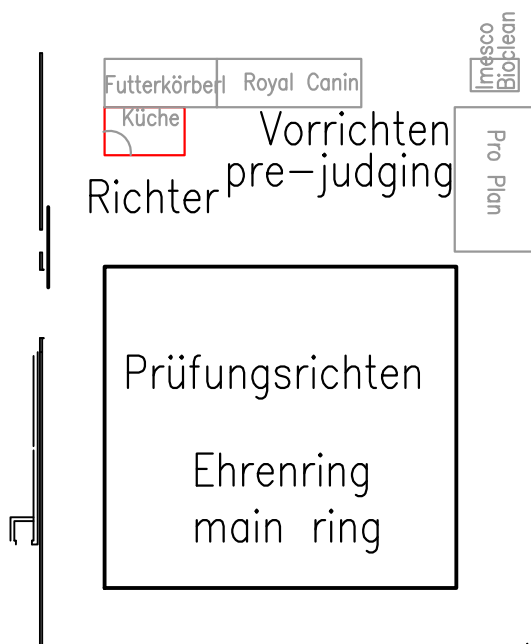 Imesco
Bioclean
Futterkörberl
Royal Canin
Küche
Vorrichten
pre-judging
Pro Plan
Richter
Prüfungsrichten
Ehrenring
main ring